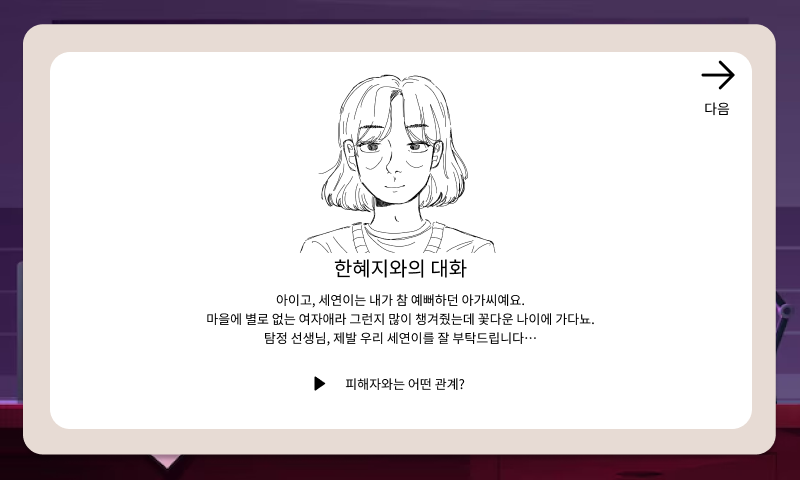 다음
한혜지와의 대화
아이고, 세연이는 내가 참 예뻐하던 아가씨예요.
마을에 별로 없는 여자애라 그런지 많이 챙겨줬는데 꽃다운 나이에 가다뇨.
탐정 선생님, 제발 우리 세연이를 잘 부탁드립니다…
피해자와는 어떤 관계?